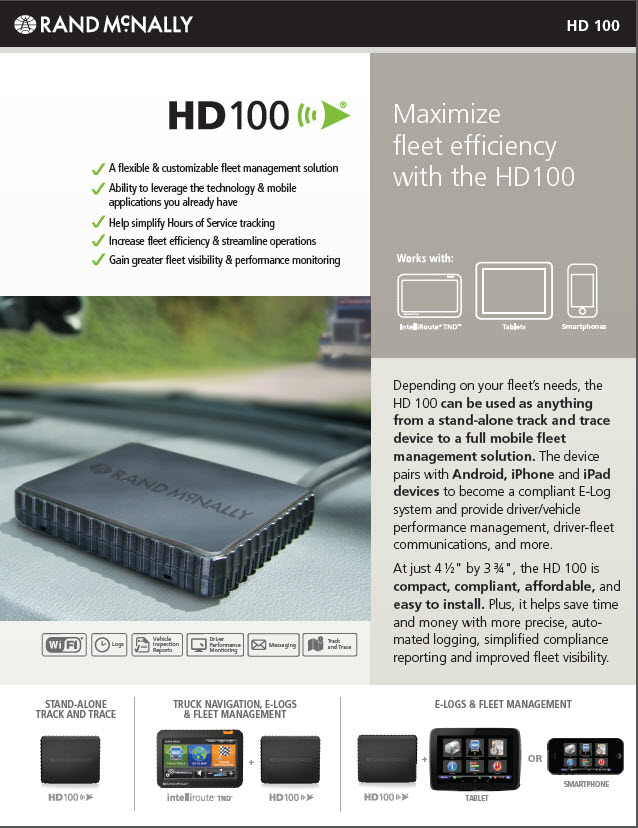 RAND MCNALLY
HD 100
HD100 ®
A flexible & customizable fleet management solution
Ability to leverage the technology & mobile
applications you already have
Help simplify Hours of Service tracking
Increase fleet efficiency & streamline operations
Gain greater fleet visibility & performance monitoring
Maximize
fleet efficiency
with the HD100
Works with:
IntelliRoute® TND™
Tablets
Smartphones
RAND MCNALLY
Depending on your fleet's needs, the
HD 100 can be used as anything
from a stand-alone track and trace
device to a full mobile fleet
management solution. The device
pairs with Android, iPhone and iPad
devices to become a compliant E-Log
system and provide driver/vehicle
performance management, driver-fleet
communications, and more.
At just 4 ½" by 3 ¾", the HD 100 is
compact, compliant, affordable, and
easy to install. Plus, it helps save time
and money with more precise, auto-
mated logging, simplified compliance
reporting and improved fleet visibility.
WiFi
Logs
Vehicle
Inspection
Reports
Driver
Performance
Monitoring
Messaging
Track
and Trace
STAND-ALONE
TRACK AND TRACE
HD100
TRUCK NAVIGATION, E-LOGS
& FLEET MANAGEMENT
+
intelliroute® TND™
HD100
E-LOGS & FLEET MANAGEMENT
+
OR
HD100
TABLET
SMARTPHONE